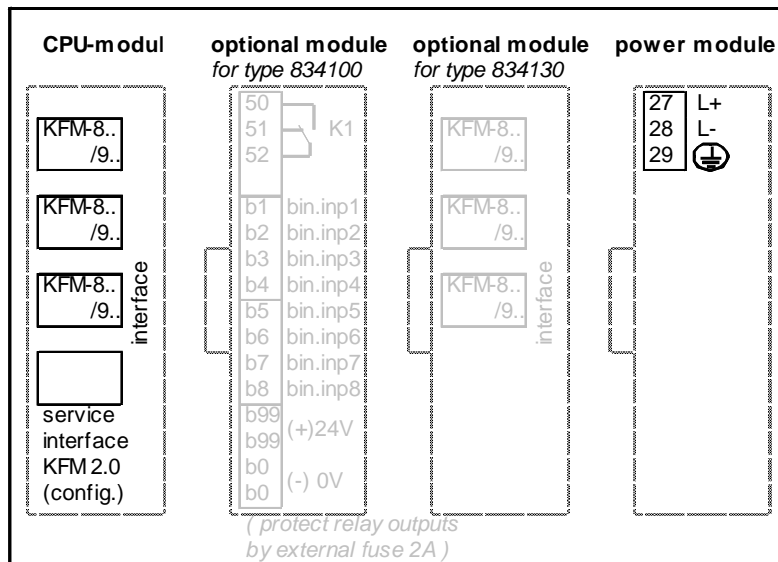 CPU-modul
KFM-8..
/9..
KFM-8..
/9..
KFM-8..
/9..
interface
service
interface
KFM 2.0
(config.)
optional module
for type 834100
50
51 K1
52
b1 bin.inp1
b2 bin.inp2
b3 bin.inp3
b4 bin.inp4
b5 bin.inp5
b6 bin.inp6
b7 bin.inp7
b8 bin.inp8
b99
(+)24V
b99
b0
(-) 0V
b0
( protect relay outputs
by external fuse 2A )
optional module
for type 834130
KFM-8..
/9..
KFM-8..
/9..
KFM-8..
/9..
interface
power module
27 L+
28 L-
29